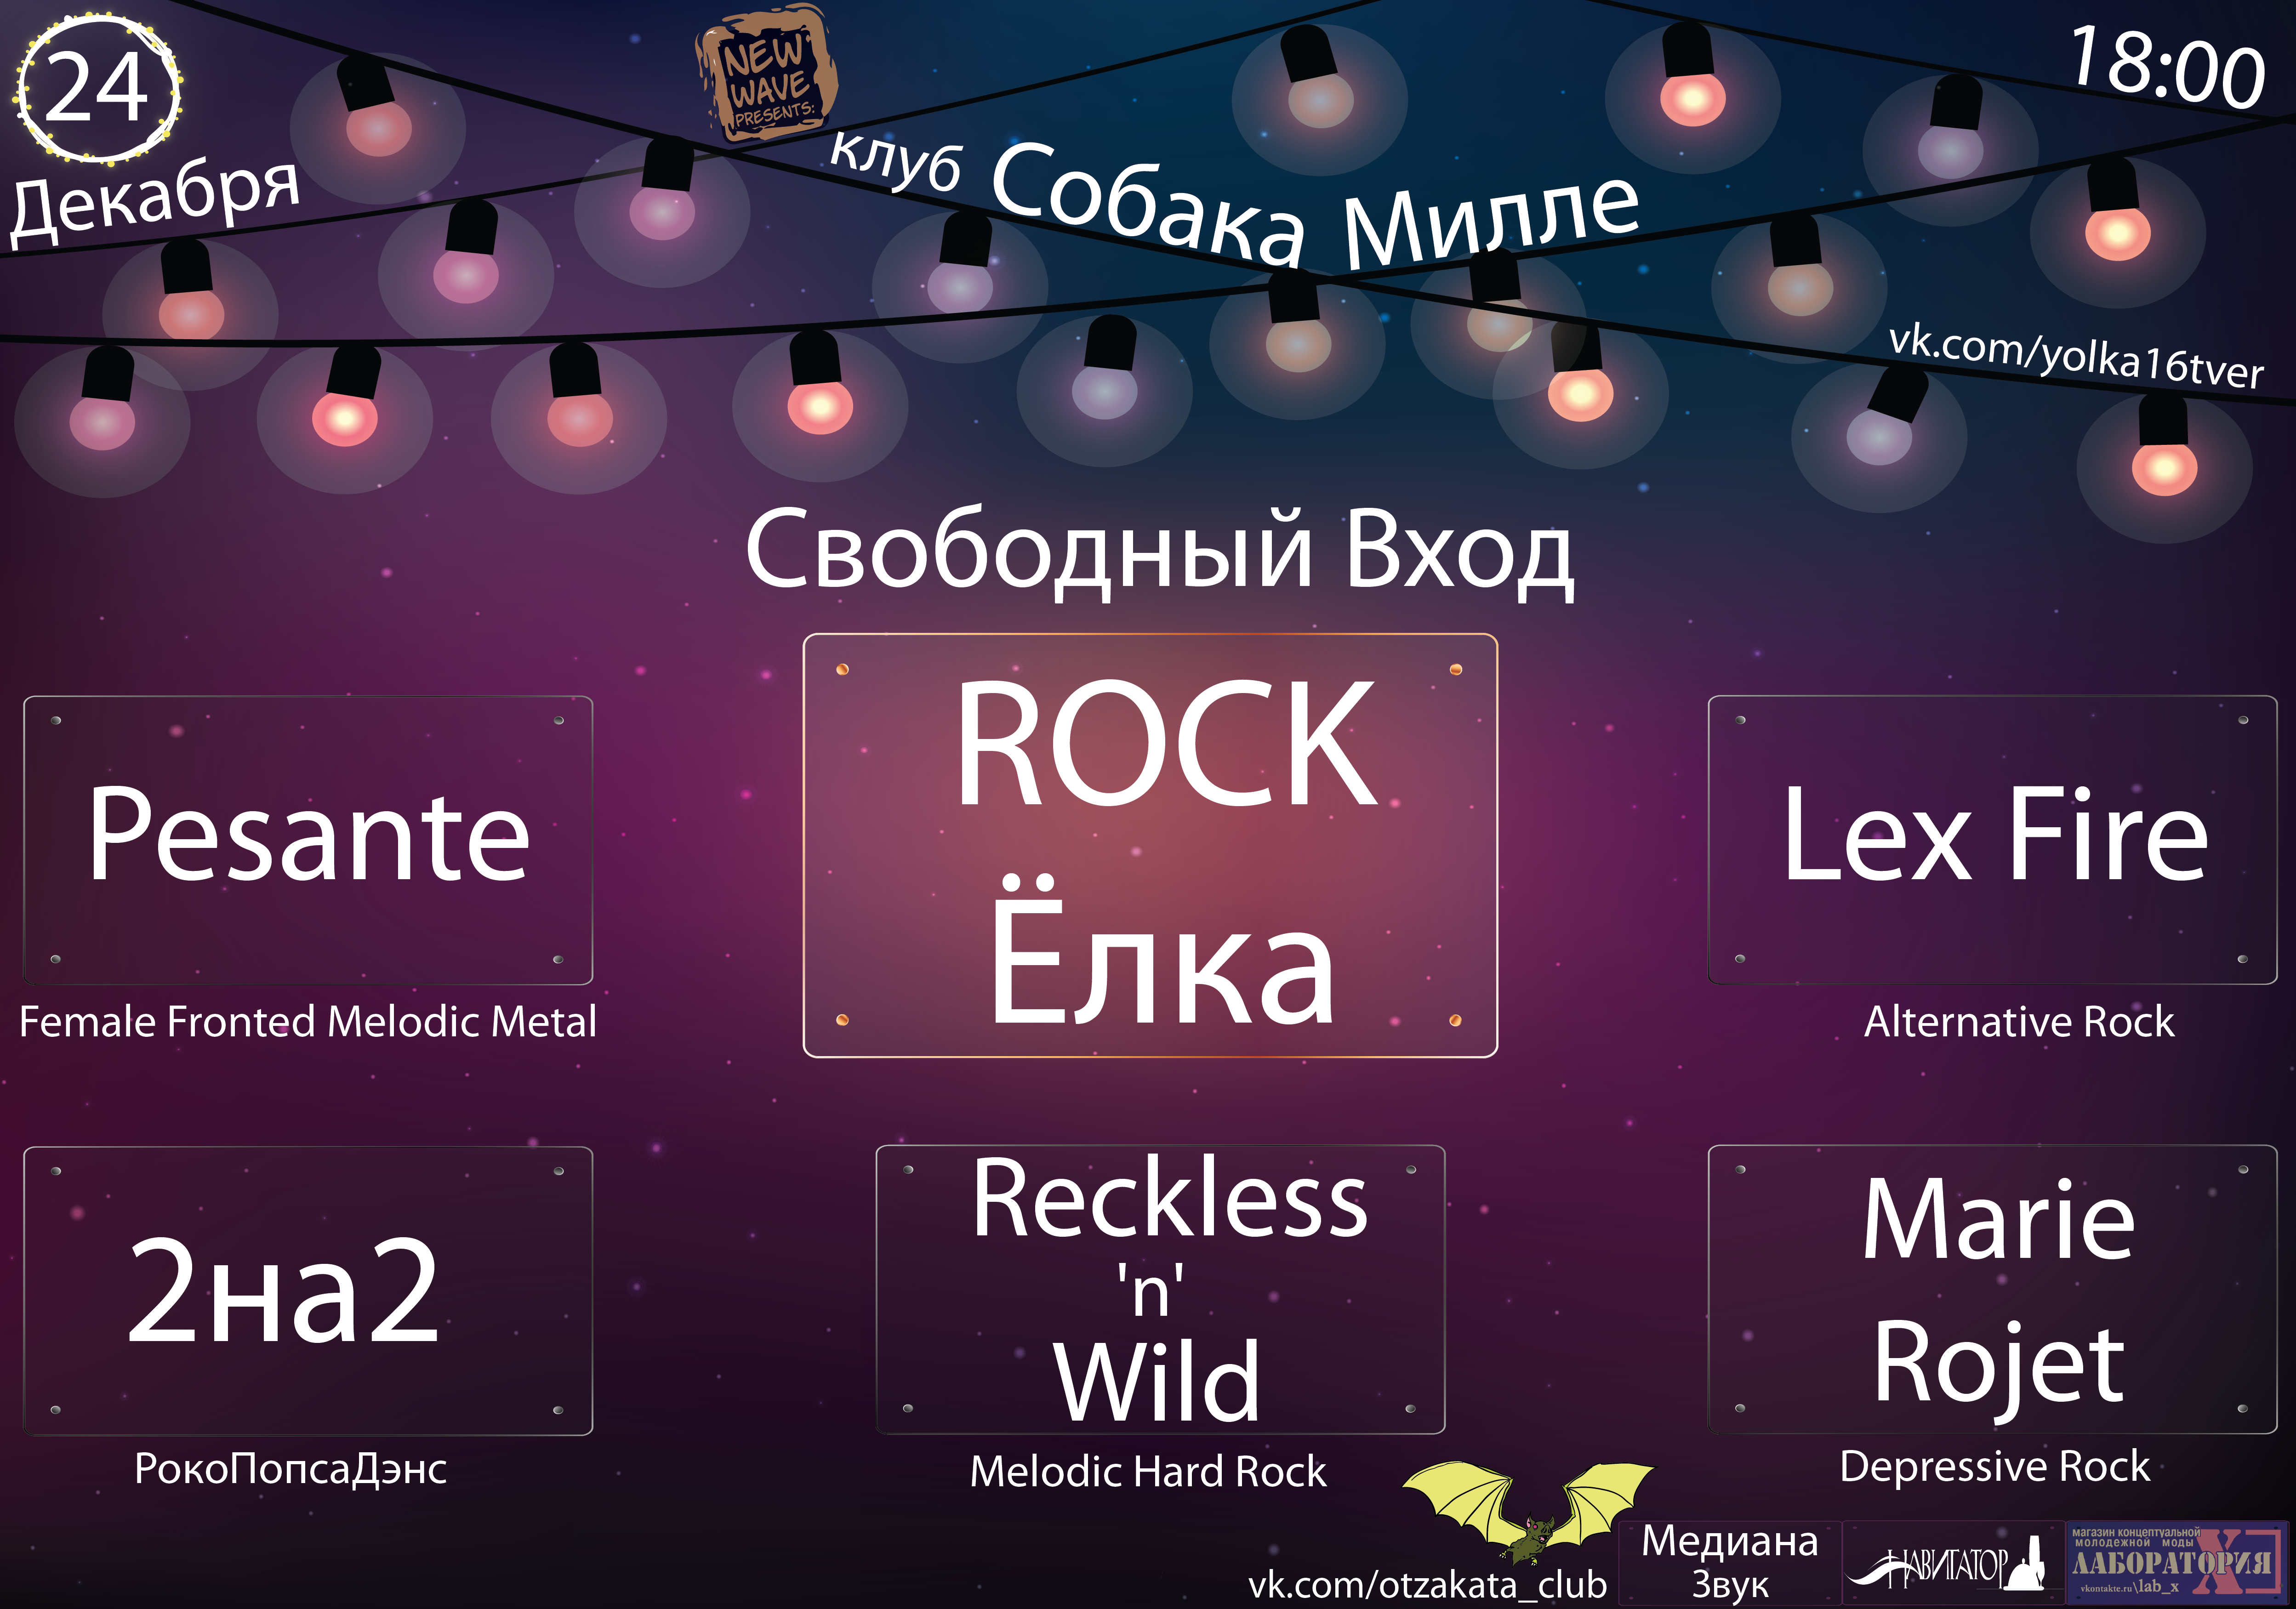 24
Декабря
NEW
WAVE
PRESENTS:
клуб Собака Милле
18:00
vk.com/yolka16tver
Свободный Вход
ROCK
Ёлка
Pesante
Female Fronted Melodic Metal
Lex Fire
Alternative Rock
2на2
РокоПопсаДэнс
Reckless
'n'
Wild
Melodic Hard Rock
Marie
Rojet
Depressive Rock
vk.com/otzakata_club
Медиана
Звук
НАВИГАТОР
магазин концептуальной
молодежной моды
ЛАБОРАТОРИЯ X
vkontakte.ru\lab_x